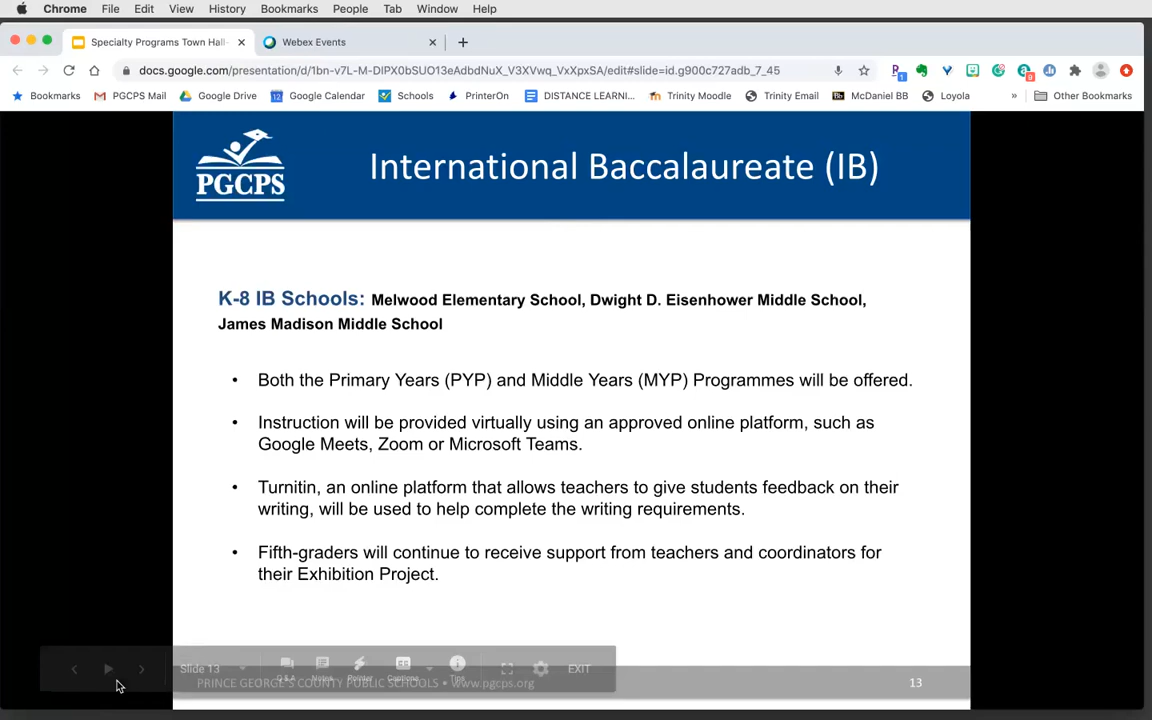 Chrome File Edit View History Bookmarks People Tab Window Help
Specialty Programs Town Hall-
Webex Events
docs.google.com/presentation/d/1bn-v7L-M-DlPX0bSUO13eAdbdNuX_V3XVwq_VxXpxSA/edit#slide=id.g900c727adb_7_45
Bookmarks PGCPS Mail Google Drive Google Calendar Schools PrinterOn DISTANCE LEARNI... Trinity Moodle Trinity Email McDaniel BB Loyola » Other Bookmarks
PGCPS
International Baccalaureate (IB)
K-8 IB Schools: Melwood Elementary School, Dwight D. Eisenhower Middle School,
James Madison Middle School
• Both the Primary Years (PYP) and Middle Years (MYP) Programmes will be offered.
• Instruction will be provided virtually using an approved online platform, such as
Google Meets, Zoom or Microsoft Teams.
• Turnitin, an online platform that allows teachers to give students feedback on their
writing, will be used to help complete the writing requirements.
• Fifth-graders will continue to receive support from teachers and coordinators for
their Exhibition Project.
Slide 13
Q&A Notes Pointer Captions Tips EXIT
PRINCE GEORGE'S COUNTY PUBLIC SCHOOLS • www.pgcps.org
13